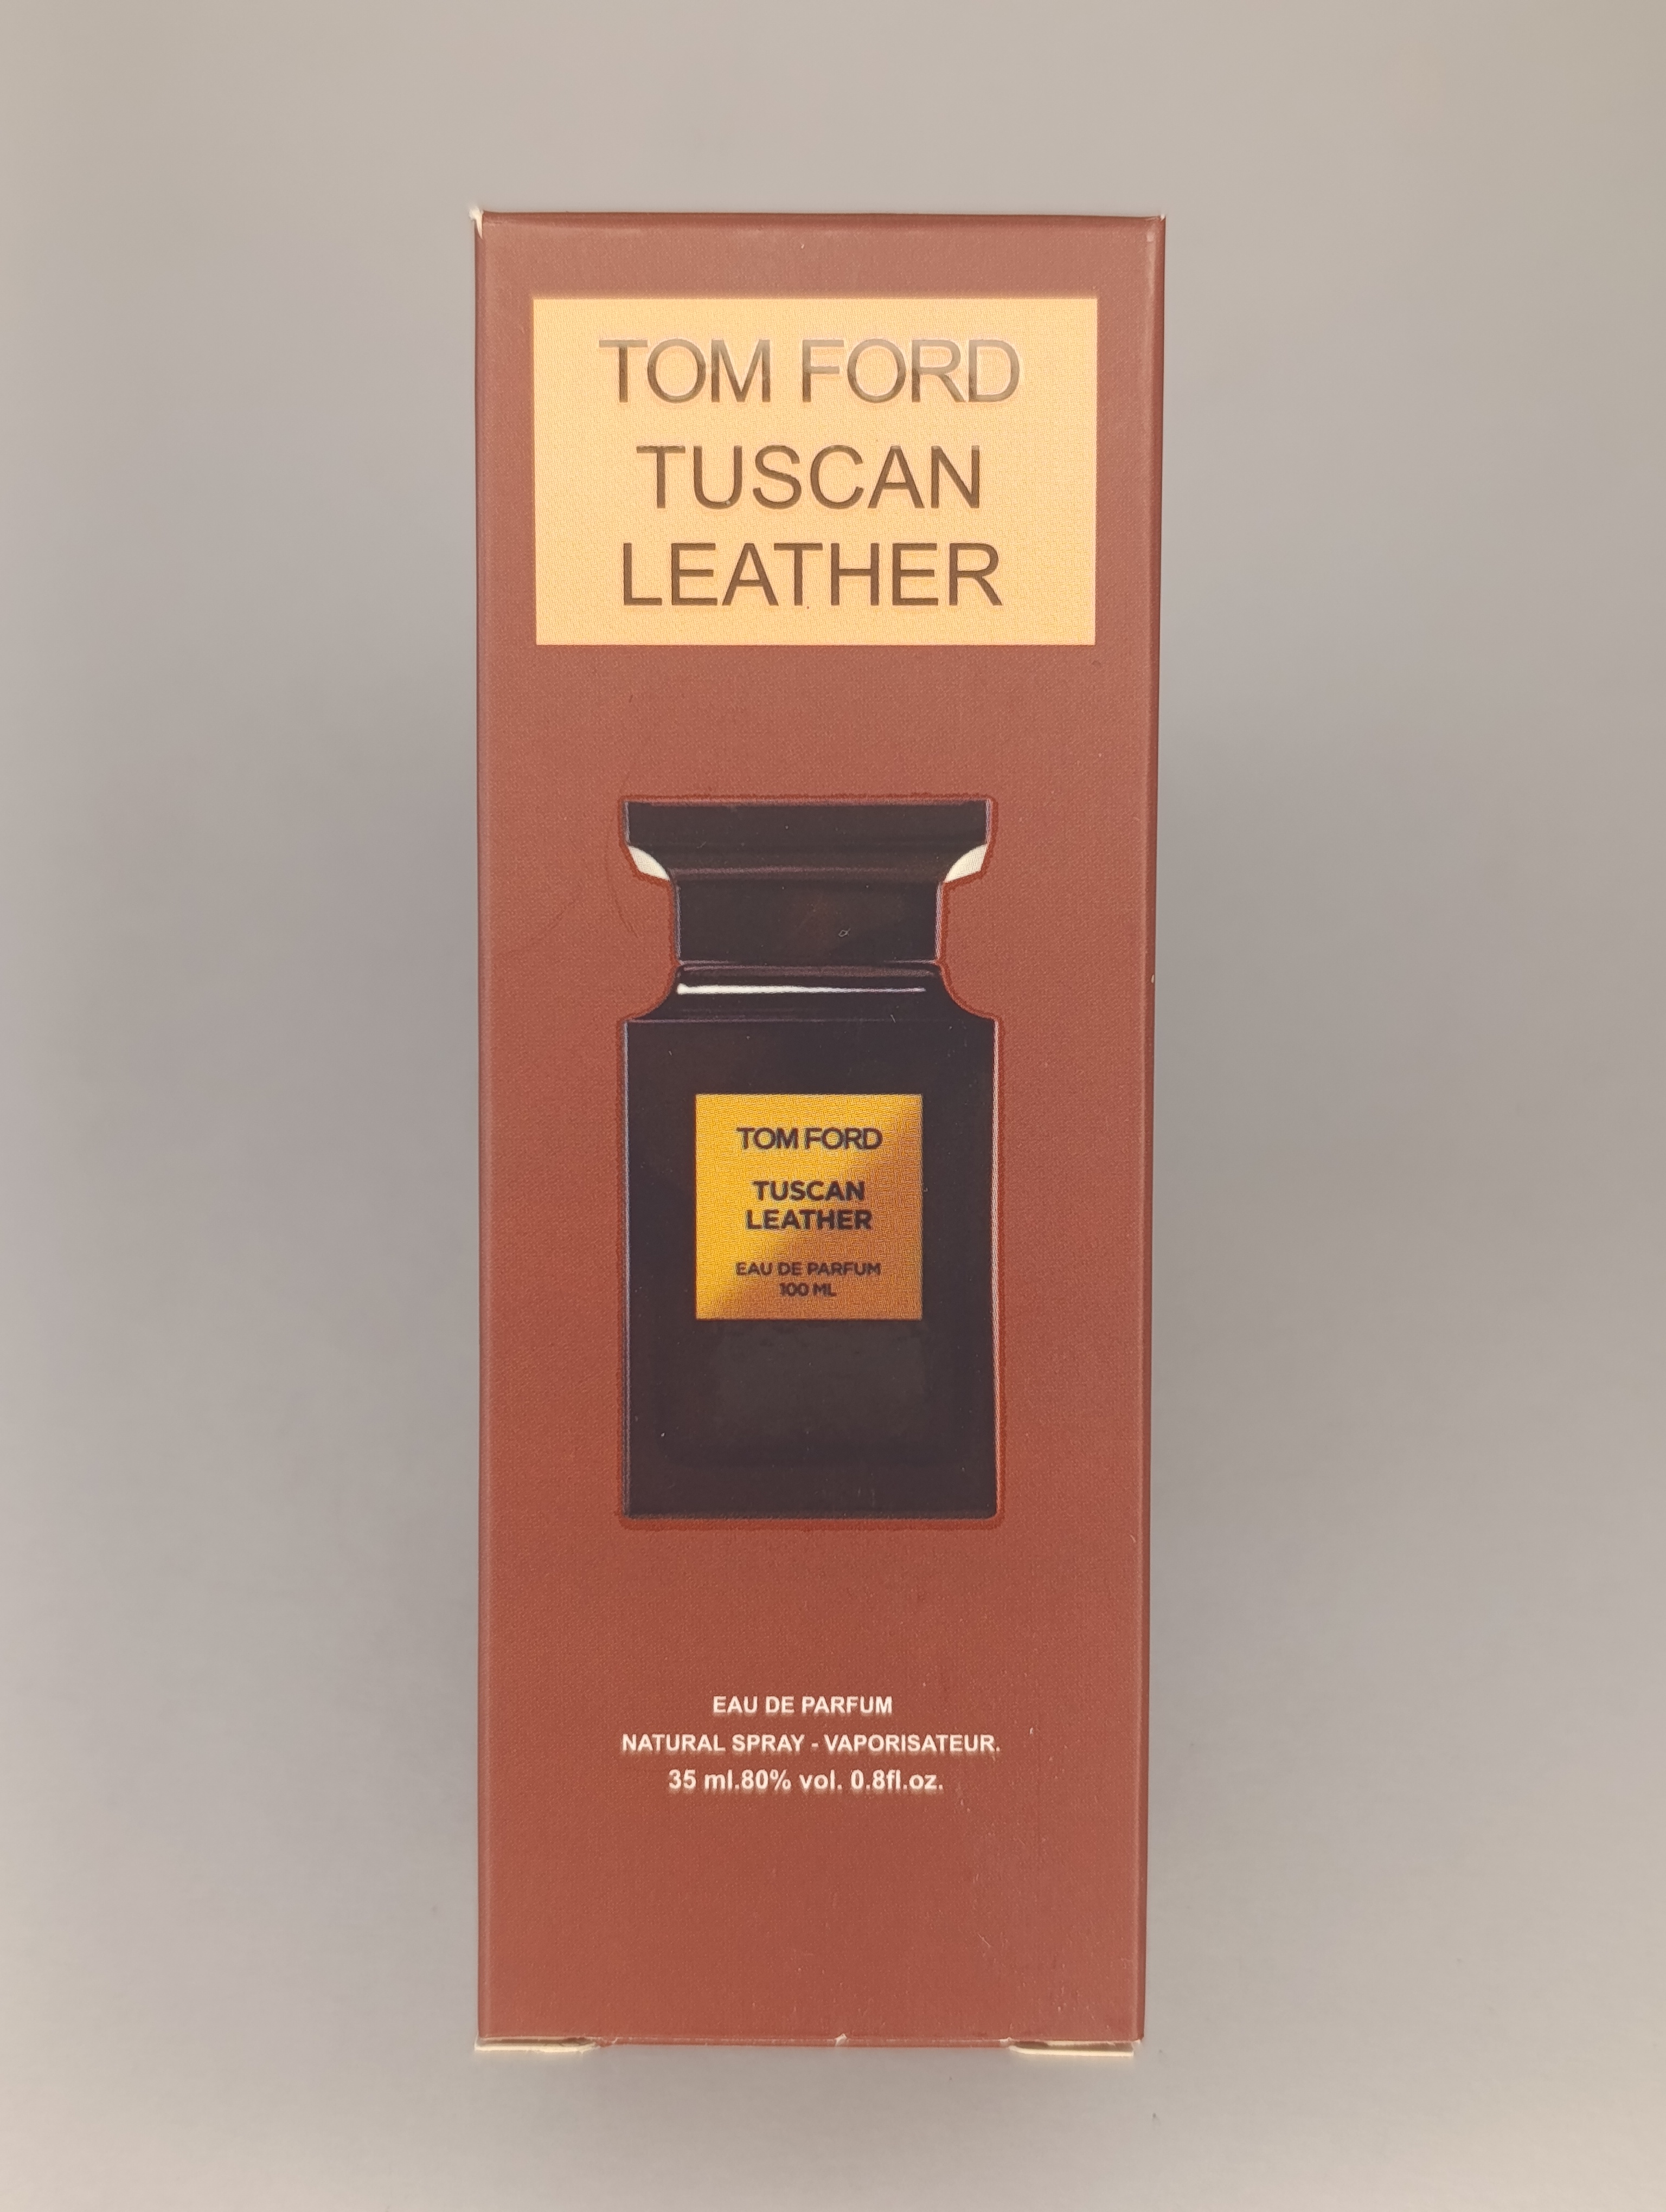 TOM FORD
TUSCAN
LEATHER
TOM FORD
TUSCAN
LEATHER
EAU DE PARFUM
100 ML
EAU DE PARFUM
NATURAL SPRAY - VAPORISATEUR.
35 ml.80% vol. 0.8fl.oz.